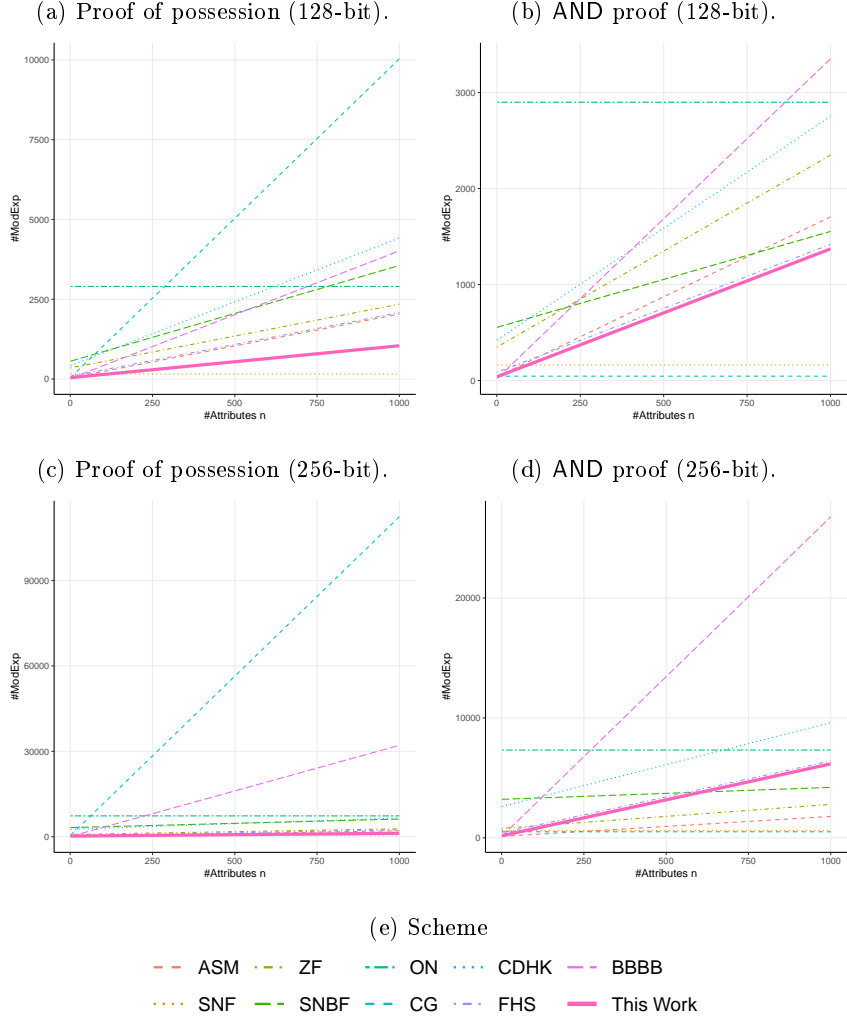 (a) Proof of possession (128-bit).
(b) AND proof (128-bit).
10000
7500
5000
2500
0
#ModExp
0 250 500 750 1000
#Attributes n
3000
2000
1000
0
#ModExp
0 250 500 750 1000
#Attributes n
(c) Proof of possession (256-bit).
(d) AND proof (256-bit).
90000
60000
30000
0
#ModExp
0 250 500 750 1000
#Attributes n
20000
10000
0
#ModExp
0 250 500 750 1000
#Attributes n
(e) Scheme
ASM ZF ON CDHK BBBB
SNF SNBF CG FHS This Work